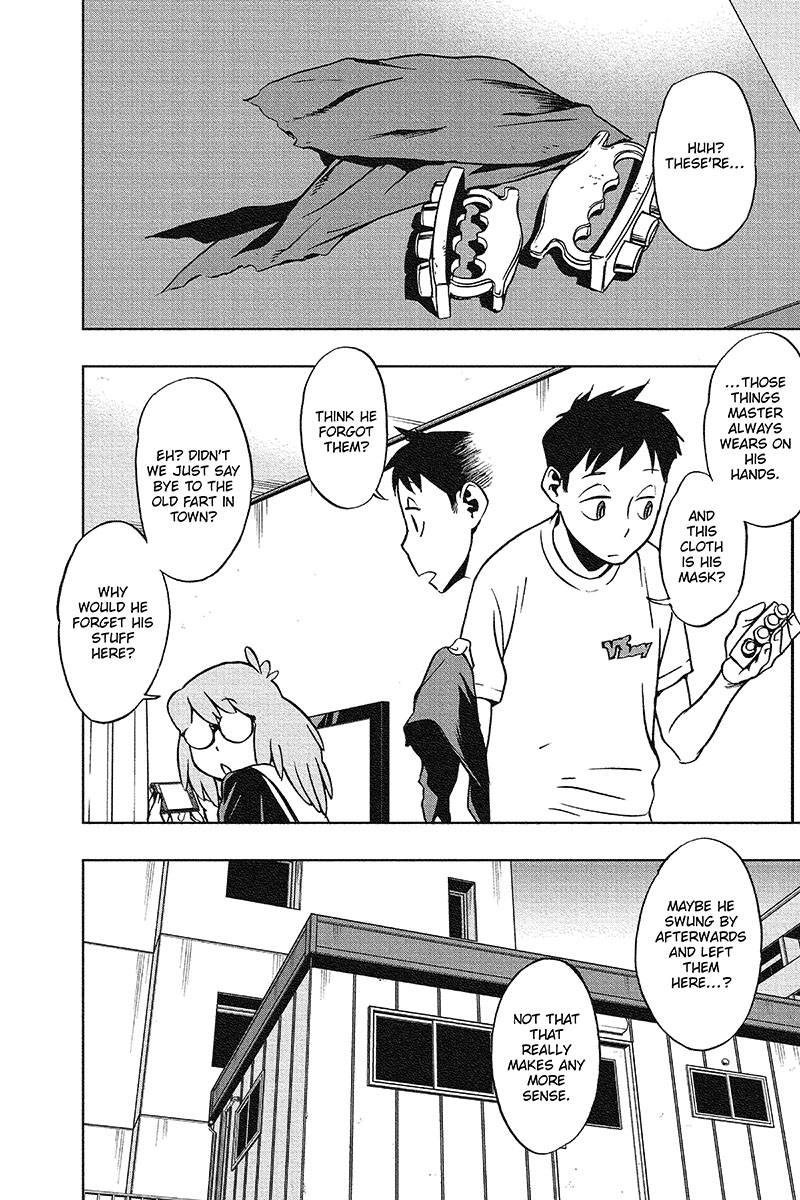 HUH?
THESE'RE...
...THOSE
THINGS
MASTER
ALWAYS
WEARS ON
HIS
HANDS.
AND
THIS
CLOTH
IS HIS
MASK?
THINK HE
FORGOT
THEM?
EH? DIDN'T
WE JUST SAY
BYE TO THE
OLD FART IN
TOWN?
WHY
WOULD HE
FORGET HIS
STUFF
HERE?
MAYBE HE
SWUNG BY
AFTERWARDS
AND LEFT
THEM
HERE...?
NOT THAT
THAT
REALLY
MAKES ANY
MORE
SENSE.